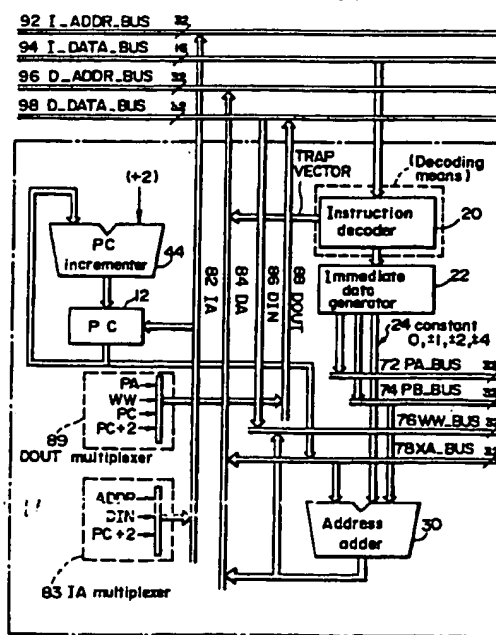 92 I_ADDR_BUS 32
94 I_DATA_BUS 16
96 D_ADDR_BUS
98 D_DATA_BUS
TRAP VECTOR
(Decoding means)
(+2)
Instruction decoder
20
PC incrementer
44
82 IA
84 DA
86 DIN
88 DOUT
Immediate data generator
22
12
PC
24 constant
0, ±1, ±2, ±4
72 PA_BUS
74 PB_BUS
76 WW_BUS
78 XA_BUS
PA
WW
PC
PC+2
89
DOUT multiplexer
ADDR
DIN
PC+2
83 IA multiplexer
Address adder
30